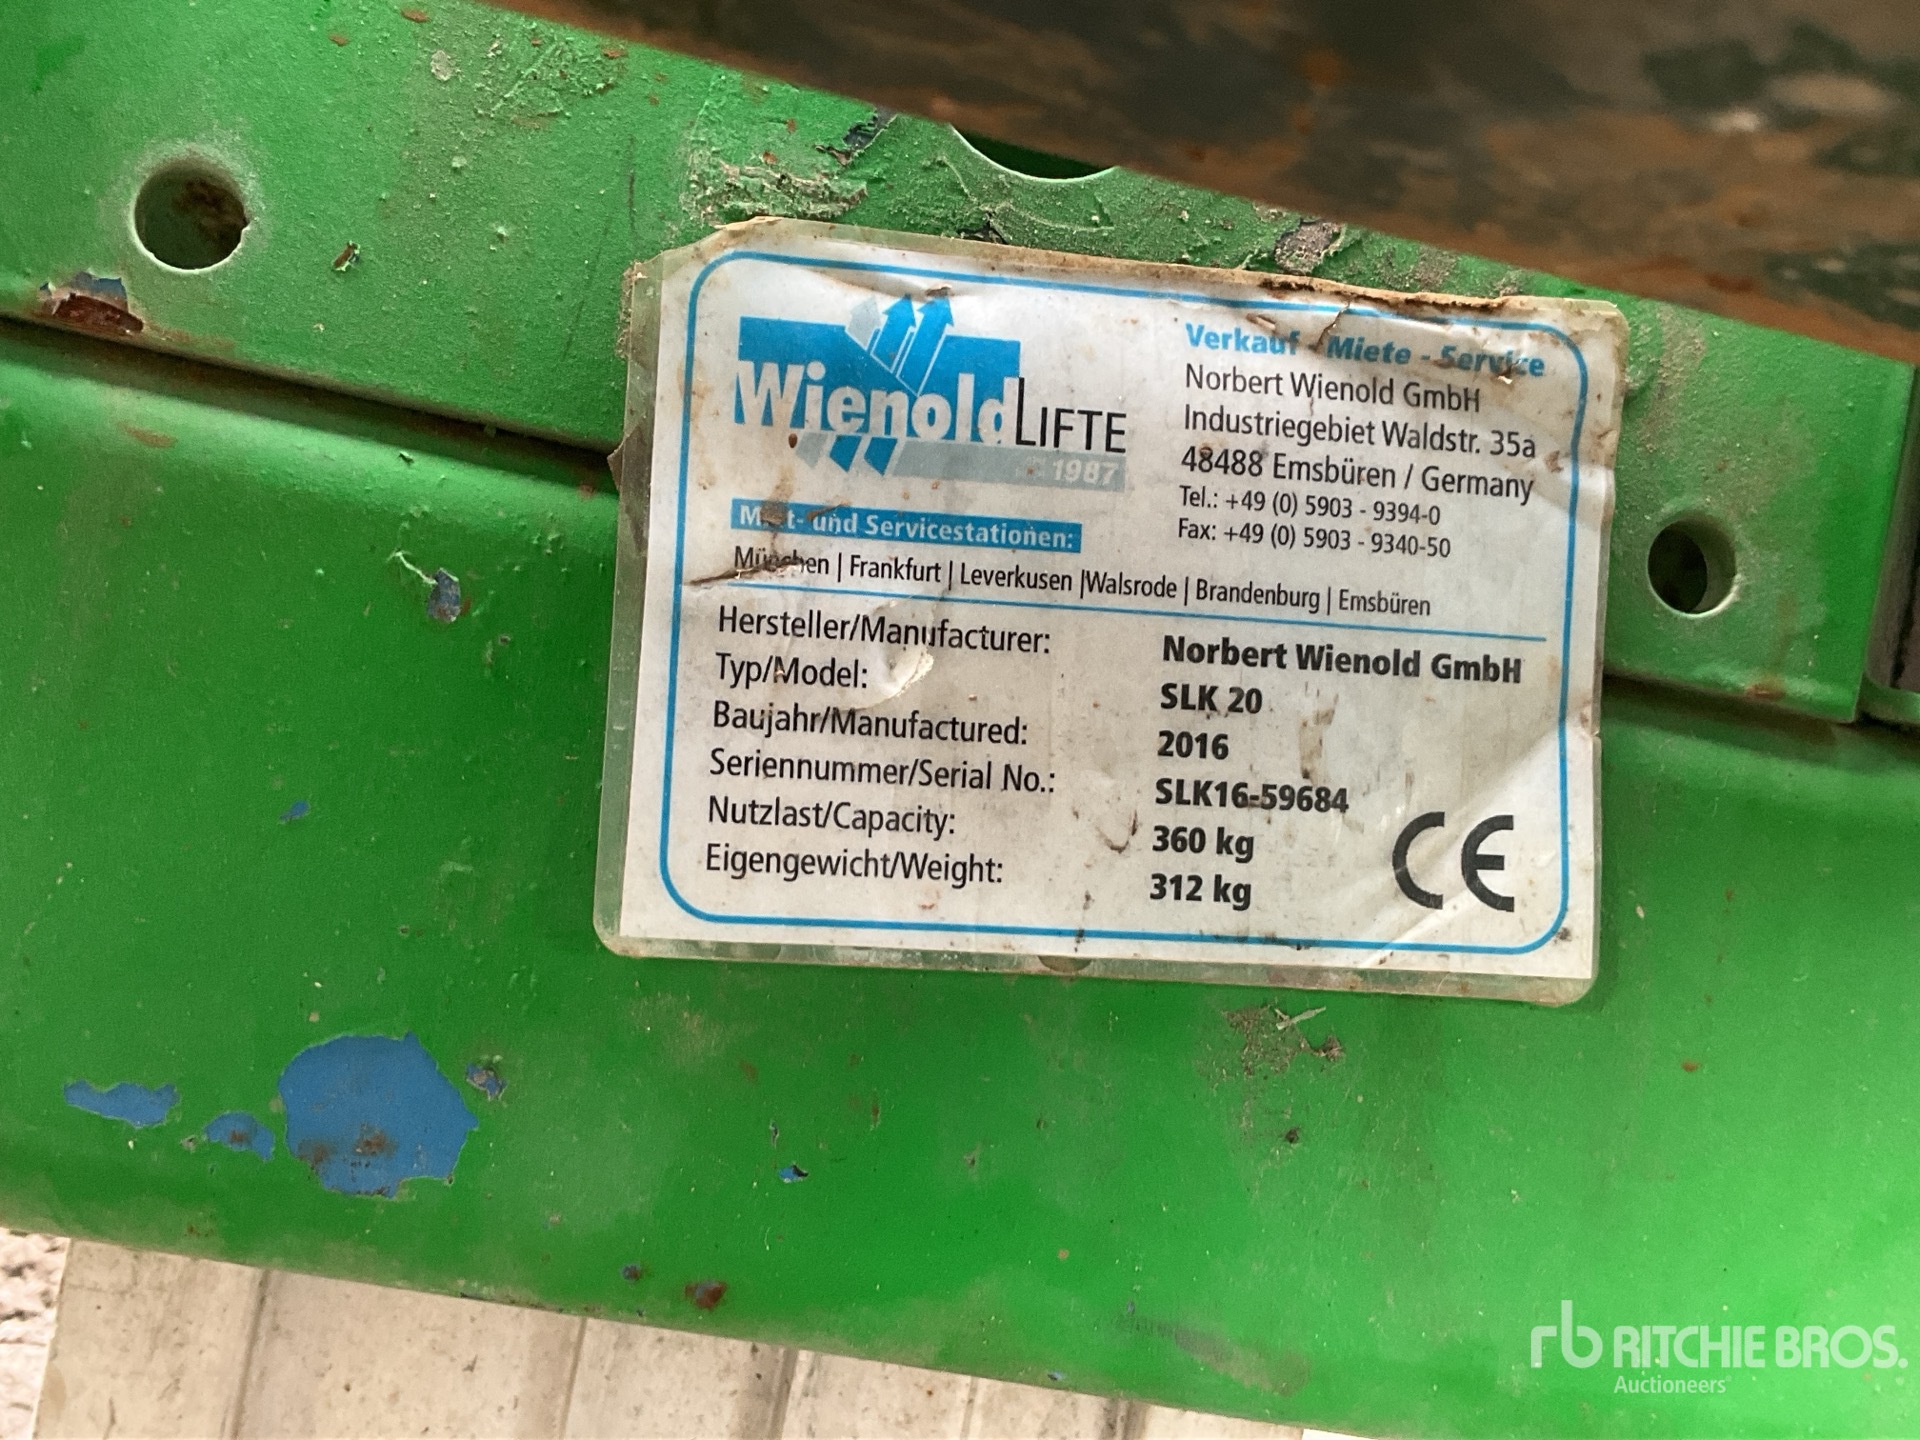 Wienold LIFTE
1987
Verkauf - Miete - Service
Norbert Wienold GmbH
Industriegebiet Waldstr. 35a
48488 Emsbüren / Germany
Tel.: +49 (0) 5903 - 9394-0
Fax: +49 (0) 5903 - 9340-50
Miet- und Servicestationen:
München | Frankfurt | Leverkusen |Walsrode | Brandenburg | Emsbüren
Hersteller/Manufacturer: Norbert Wienold GmbH
Typ/Model: SLK 20
Baujahr/Manufactured: 2016
Seriennummer/Serial No.: SLK16-59684
Nutzlast/Capacity: 360 kg
Eigengewicht/Weight: 312 kg
CE
rb RITCHIE BROS.
Auctioneers